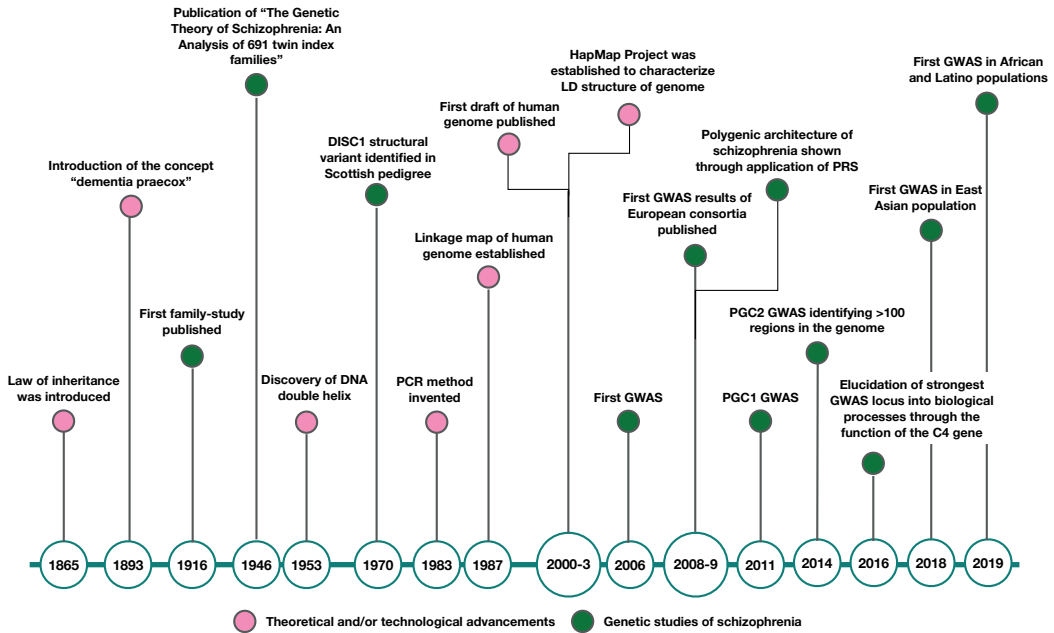 Publication of “The Genetic
Theory of Schizophrenia: An
Analysis of 691 twin index
families”
HapMap Project was
established to characterize
LD structure of genome
First GWAS in African
and Latino populations
First draft of human
genome published
DISC1 structural
variant identified in
Scottish pedigree
Polygenic architecture of
schizophrenia shown
through application of PRS
Introduction of the concept
“dementia praecox”
First GWAS results of
European consortia
published
First GWAS in East
Asian population
Linkage map of human
genome established
First family-study
published
PGC2 GWAS identifying >100
regions in the genome
Law of inheritance
was introduced
Discovery of DNA
double helix
PCR method
invented
First GWAS
PGC1 GWAS
Elucidation of strongest
GWAS locus into biological
processes through the
function of the C4 gene
1865
1893
1916
1946
1953
1970
1983
1987
2000-3
2006
2008-9
2011
2014
2016
2018
2019
Theoretical and/or technological advancements
Genetic studies of schizophrenia